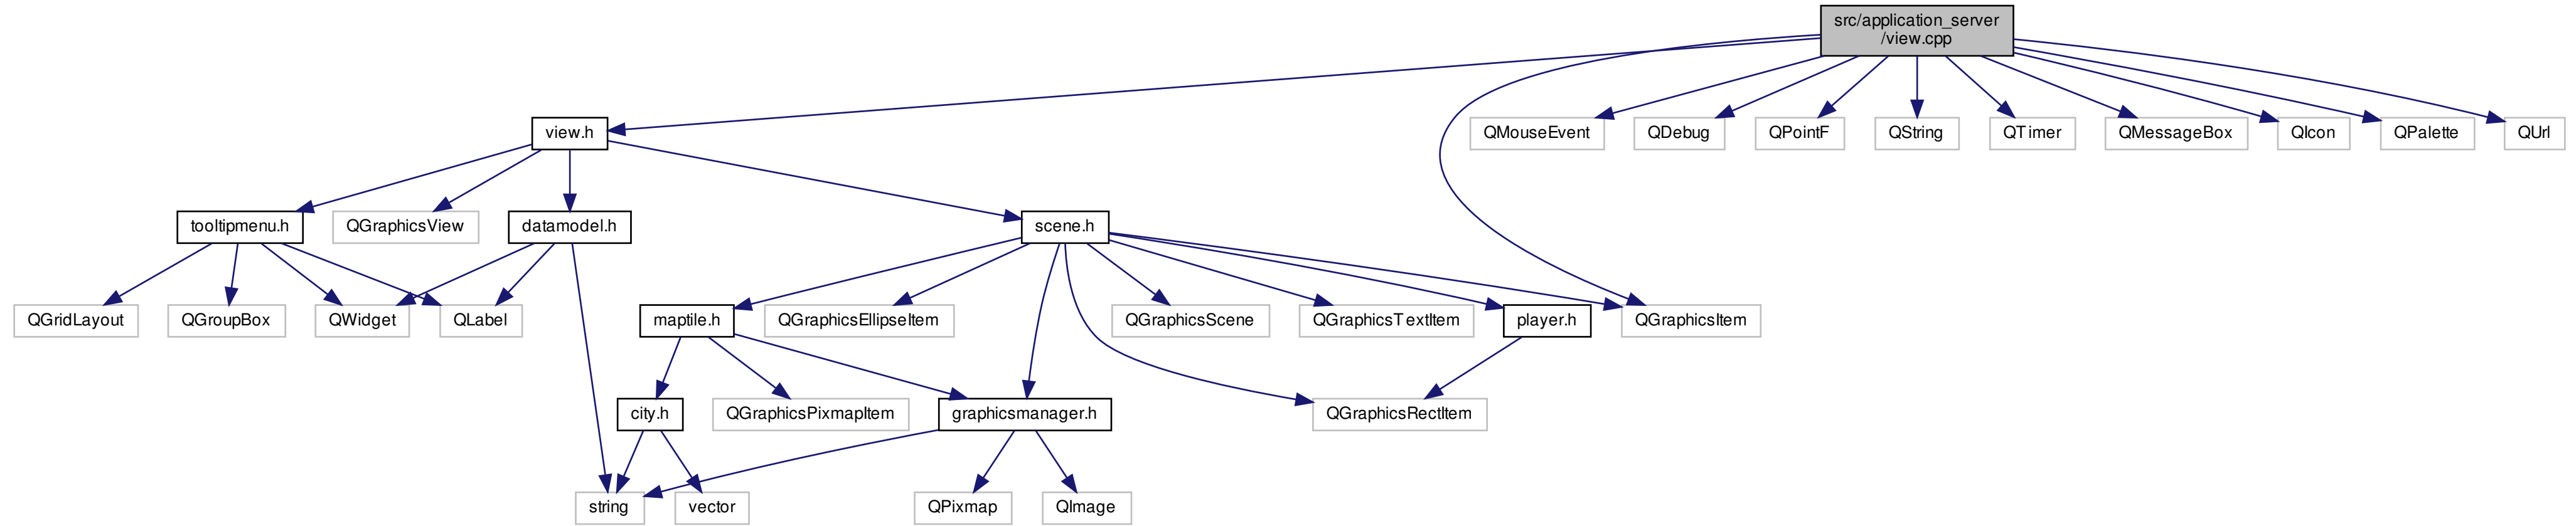 src/application_server
/view.cpp
view.h
QMouseEvent
QDebug
QPointF
QString
QTimer
QMessageBox
QIcon
QPalette
QUrl
tooltipmenu.h
QGraphicsView
datamodel.h
scene.h
QGridLayout
QGroupBox
QWidget
QLabel
maptile.h
QGraphicsEllipseItem
QGraphicsScene
QGraphicsTextItem
player.h
QGraphicsItem
city.h
QGraphicsPixmapItem
graphicsmanager.h
QGraphicsRectItem
string
vector
QPixmap
QImage